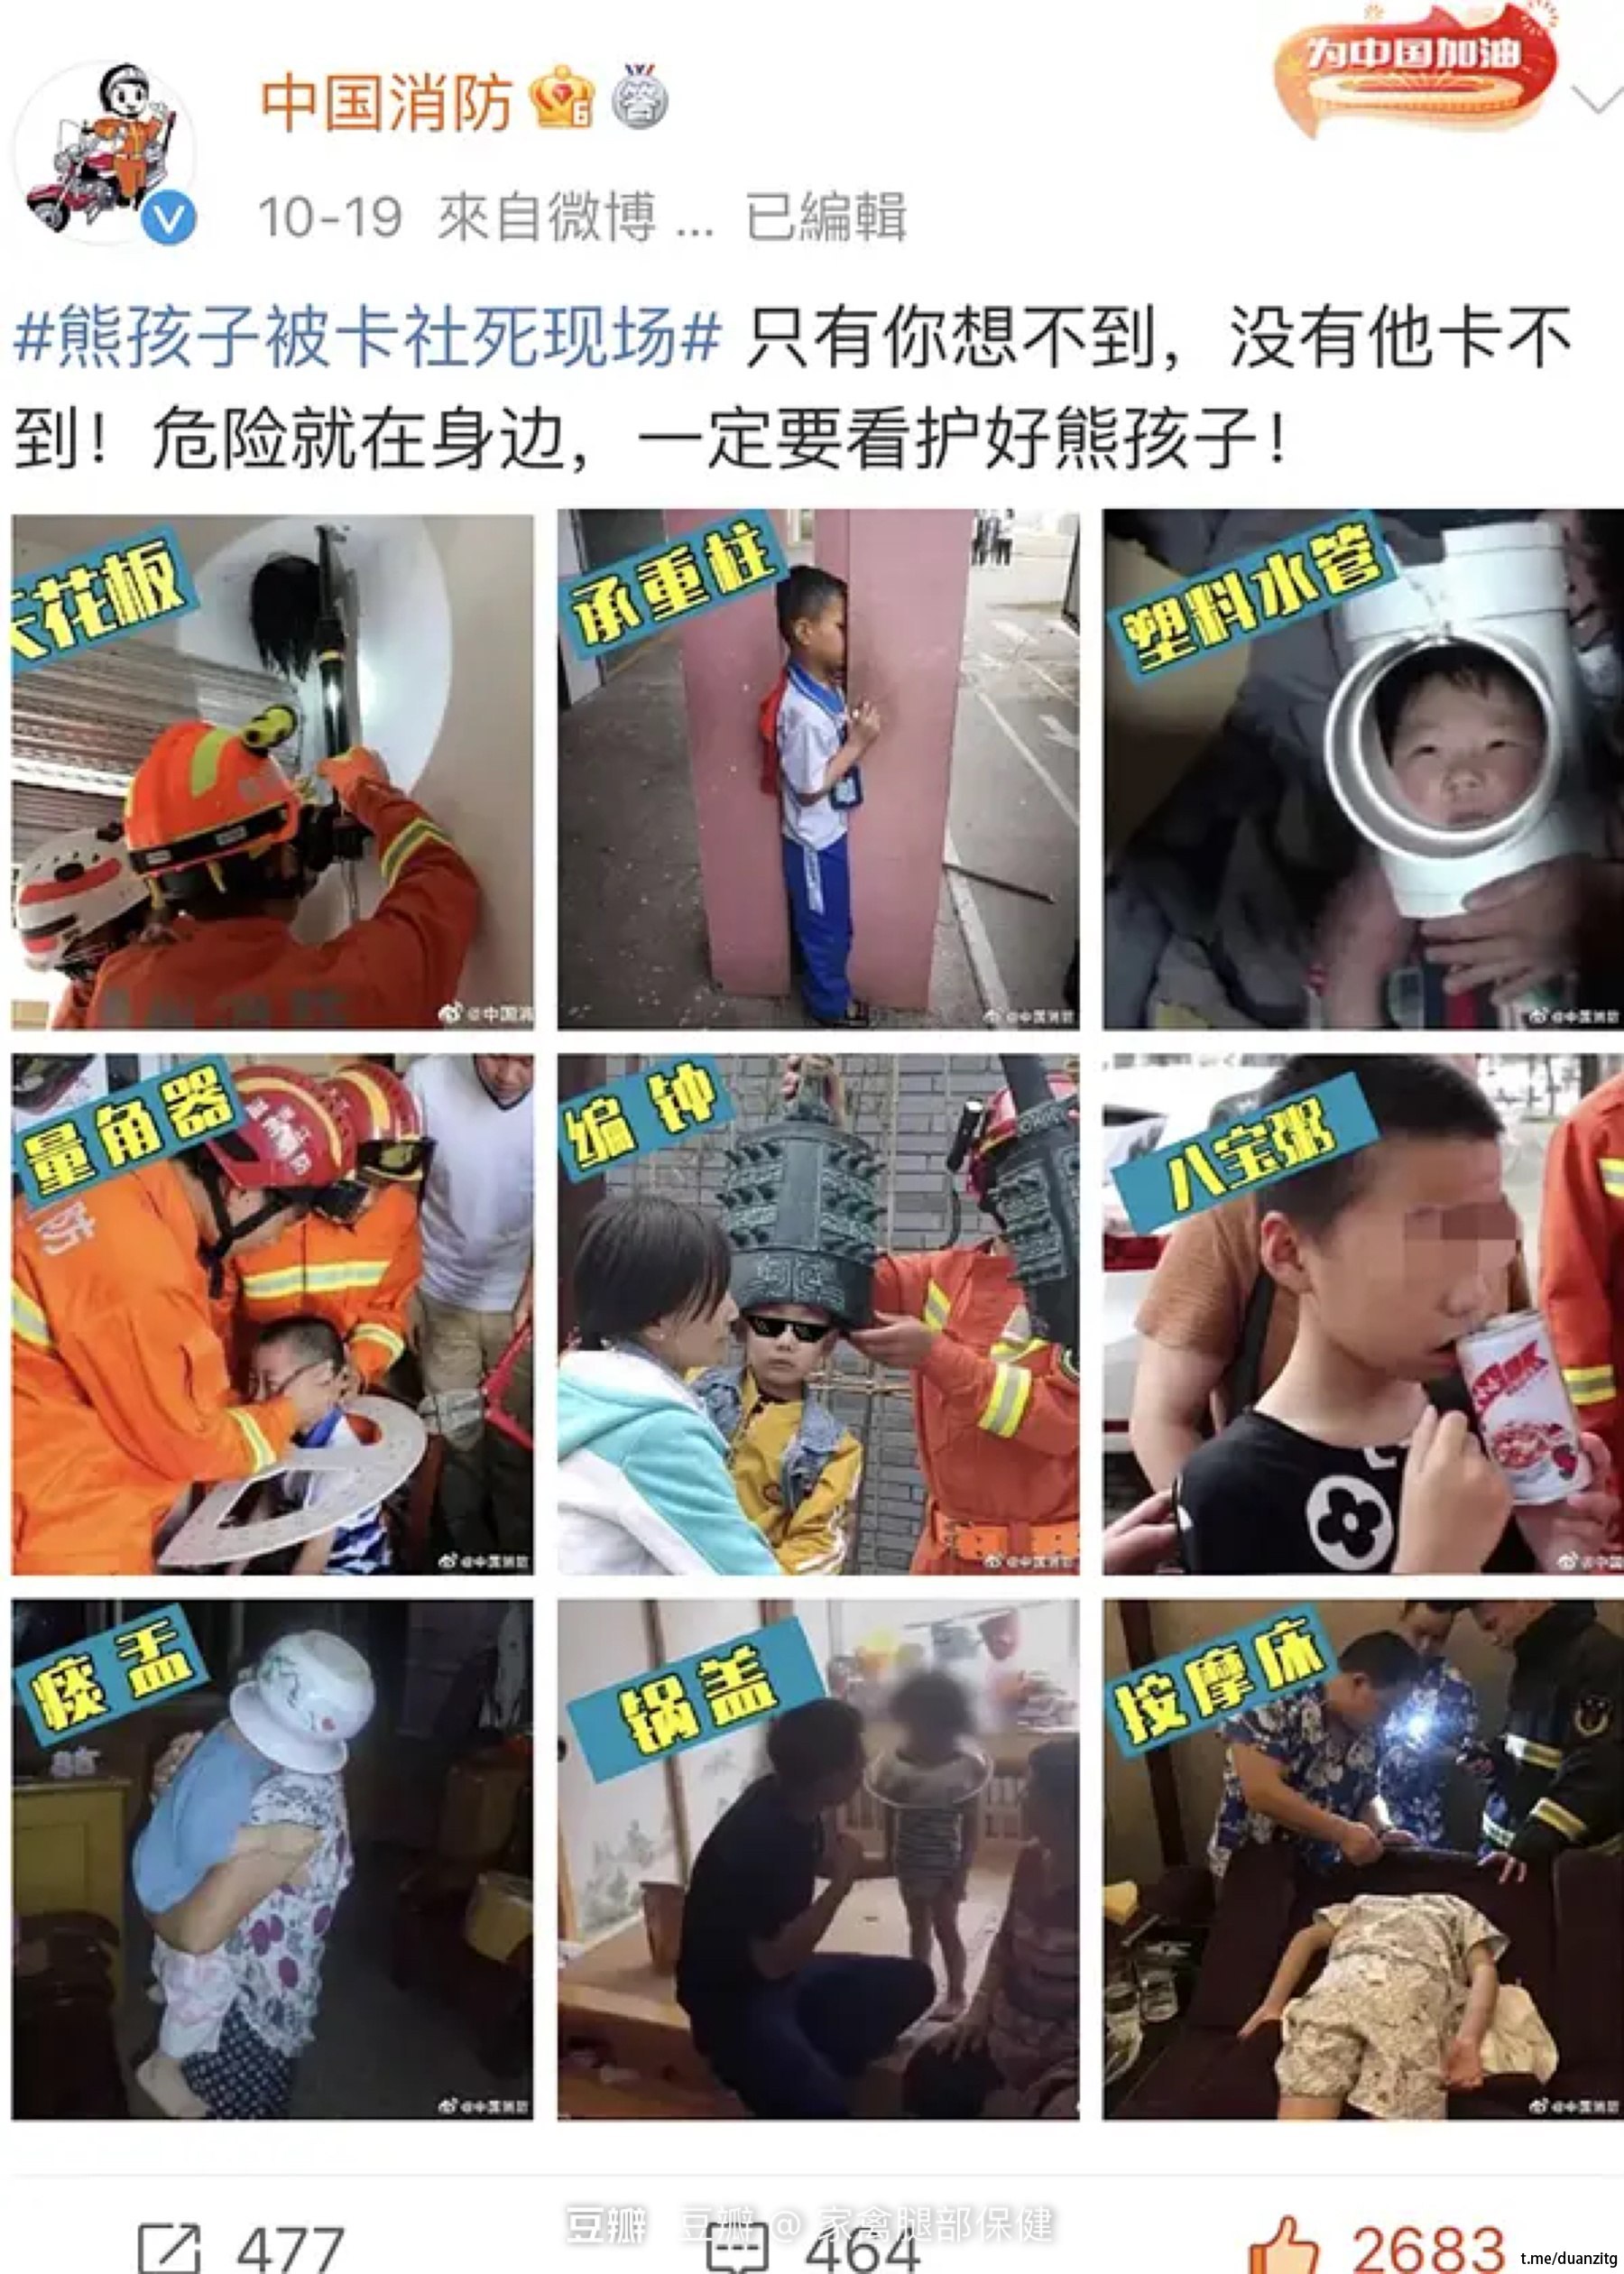 为中国加油
中国消防
6
答
V
10-19 來自微博 ... 已編輯
#熊孩子被卡社死现场# 只有你想不到，没有他卡不
到！危险就在身边，一定要看护好熊孩子！
天花板
承重柱
塑料水管
@中国消
@中国消防
@中国消防
量角器
编钟
八宝粥
防
@中国消防
@中国消防
@中国
痰盂
锅盖
按摩床
@中国消防
@中国消防
豆瓣 豆瓣@家禽腿部保健
477
464
2683
t.me/duanzitg